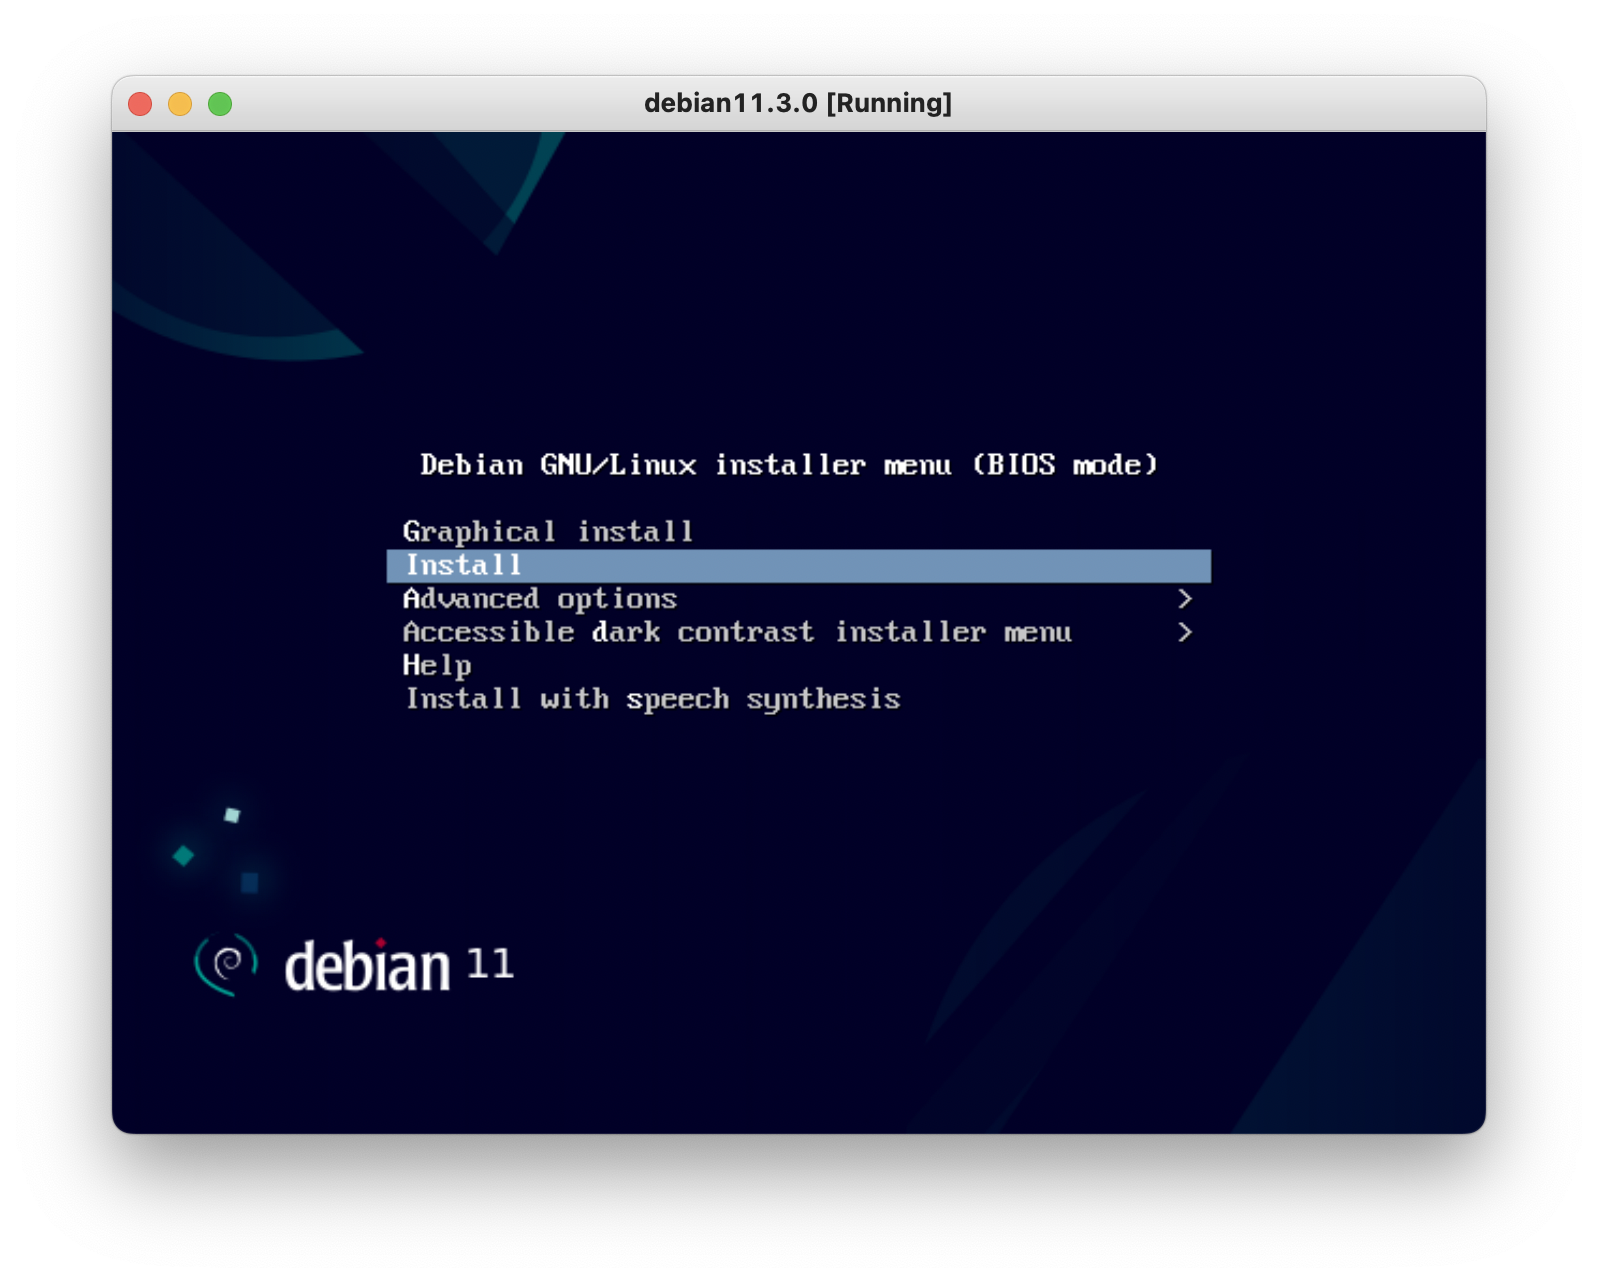 debian11.3.0 [Running]
Debian GNU/Linux installer menu (BIOS mode)
Graphical install
Install
Advanced options >
Accessible dark contrast installer menu >
Help
Install with speech synthesis
debian 11